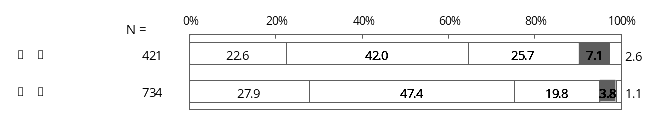 0% 20% 40% 60% 80% 100%
N =
421 22.6 42.0 25.7 7.1 2.6
734 27.9 47.4 19.8 3.8 1.1